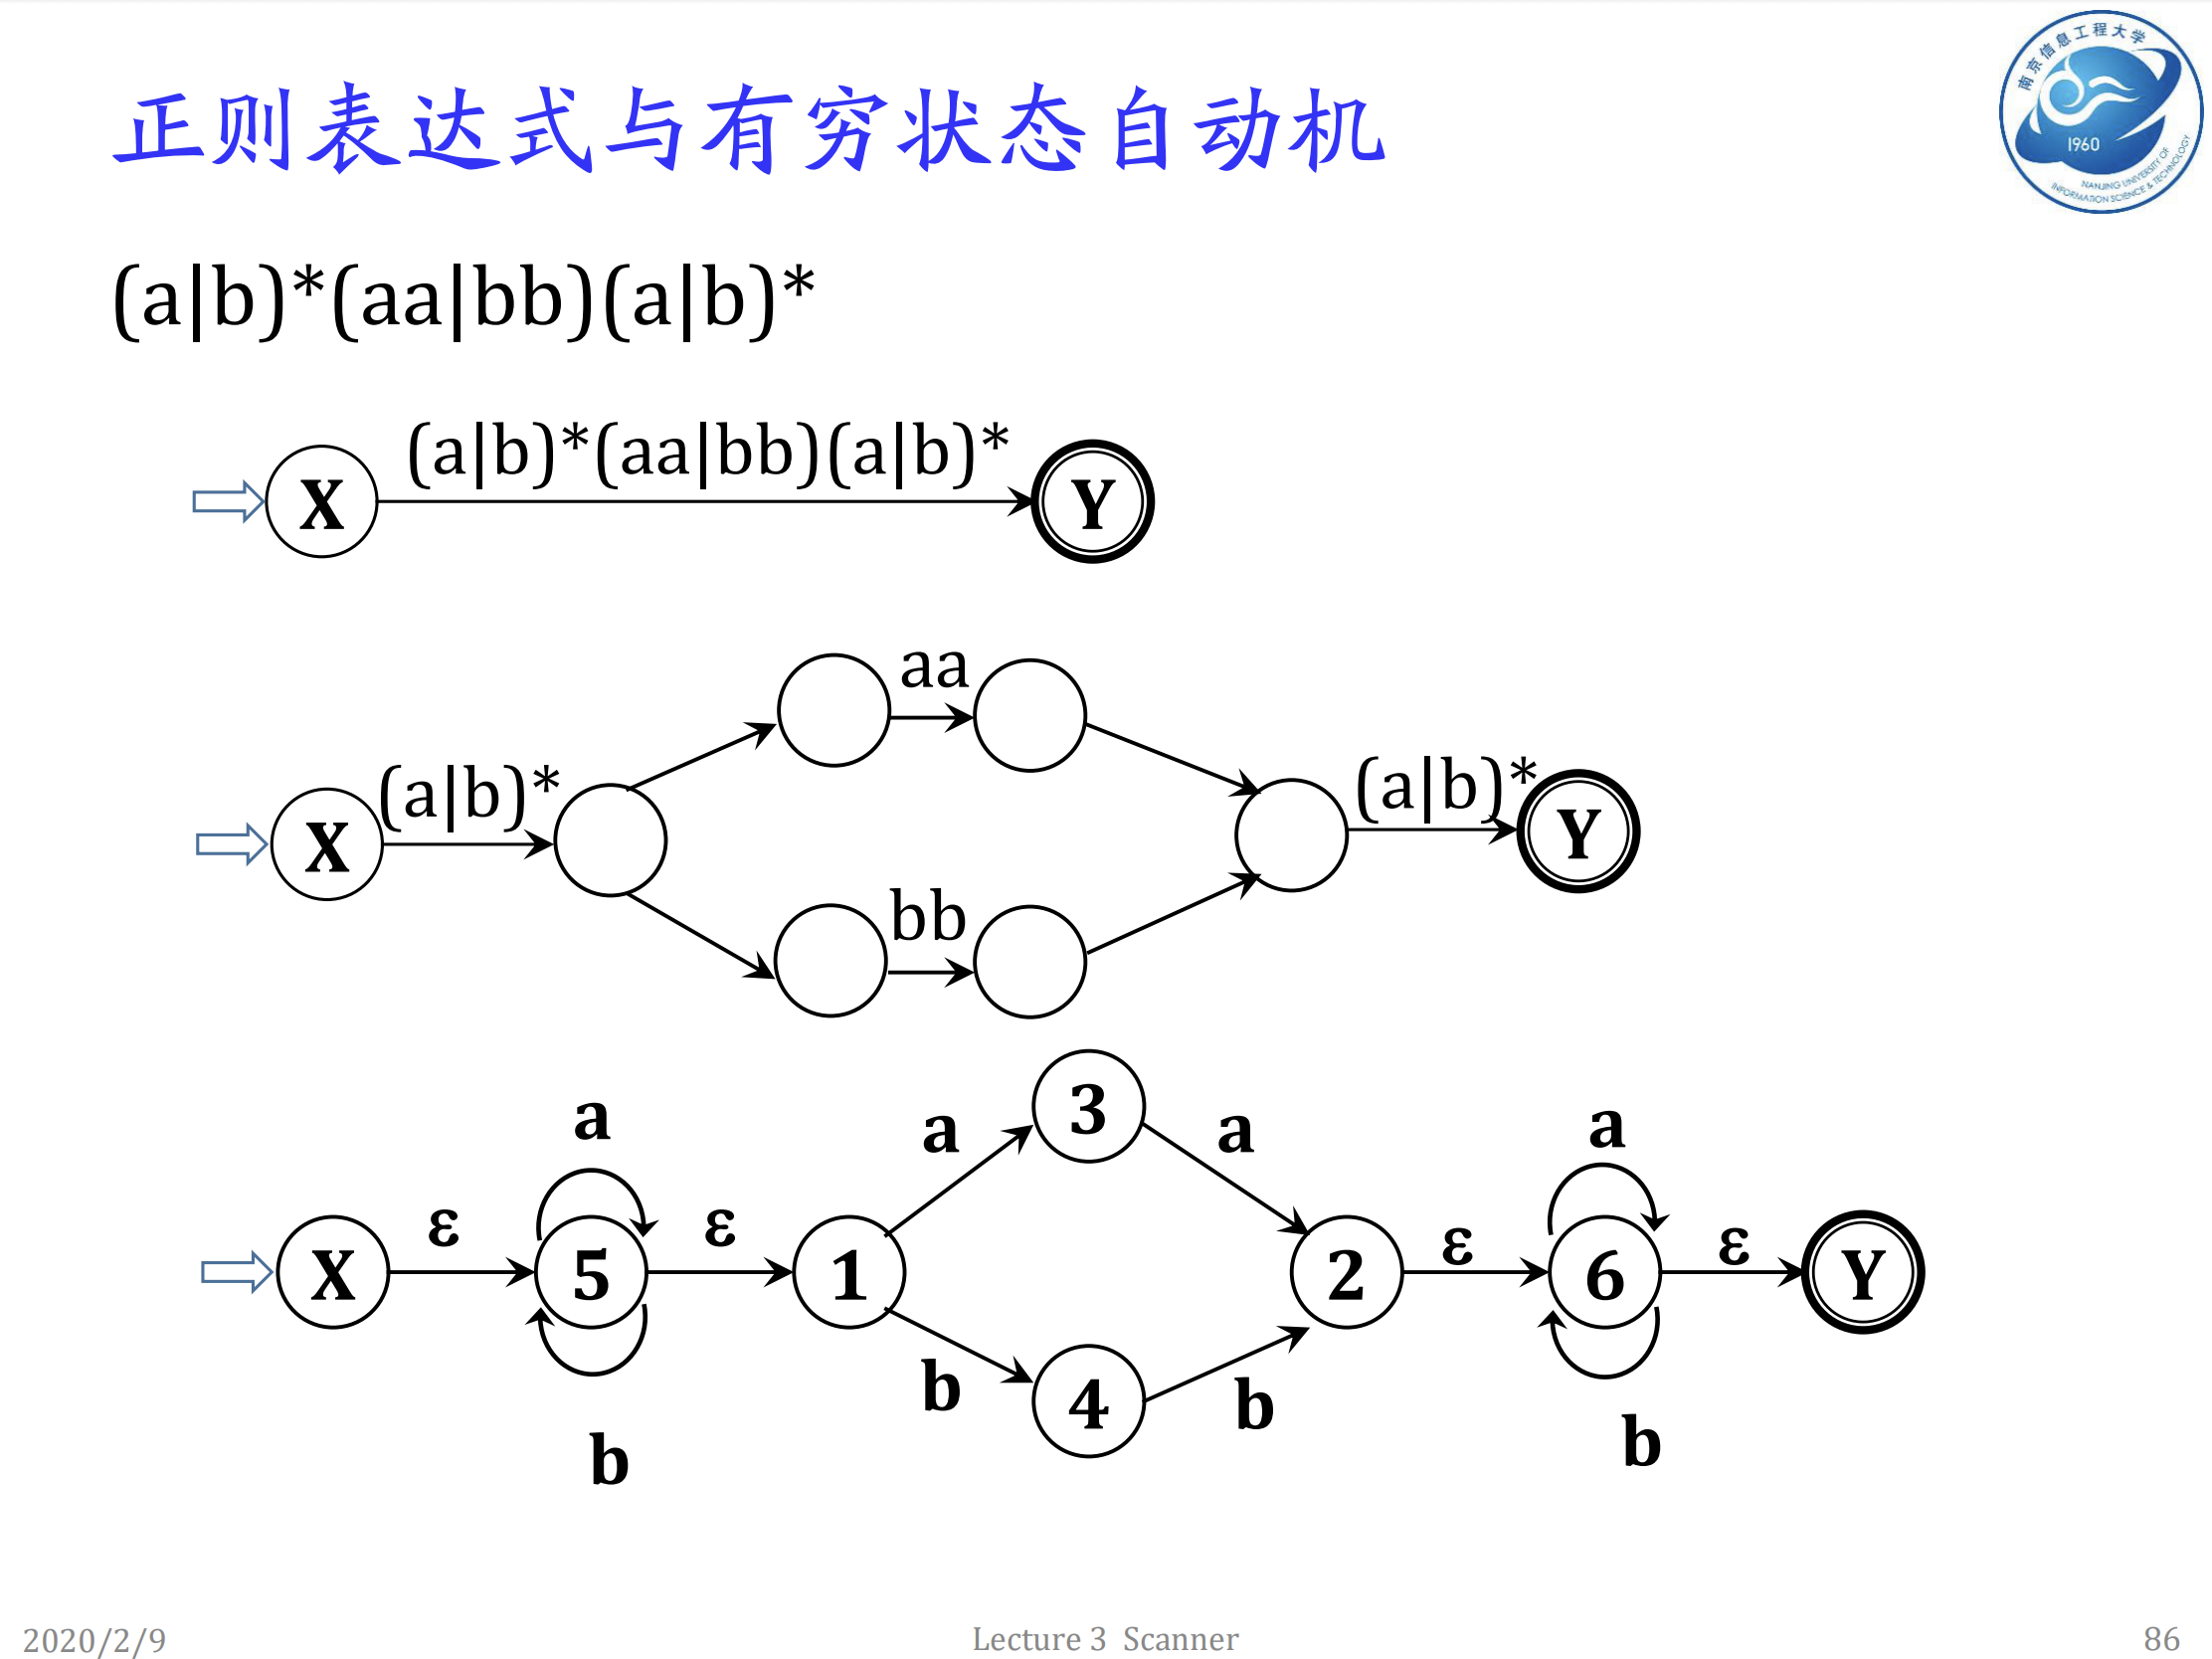 正则表达式与有穷状态自动机
南京信息工程大学
1960
NANJING UNIVERSITY OF
INFORMATION SCIENCE & TECHNOLOGY
(a|b)*(aa|bb)(a|b)*
(a|b)*(aa|bb)(a|b)*
X Y
aa
(a|b)* (a|b)*
X Y
bb
3
a a a a
ε ε ε ε
X 5 1 2 6 Y
b b
4
b b
2020/2/9 Lecture 3 Scanner 86